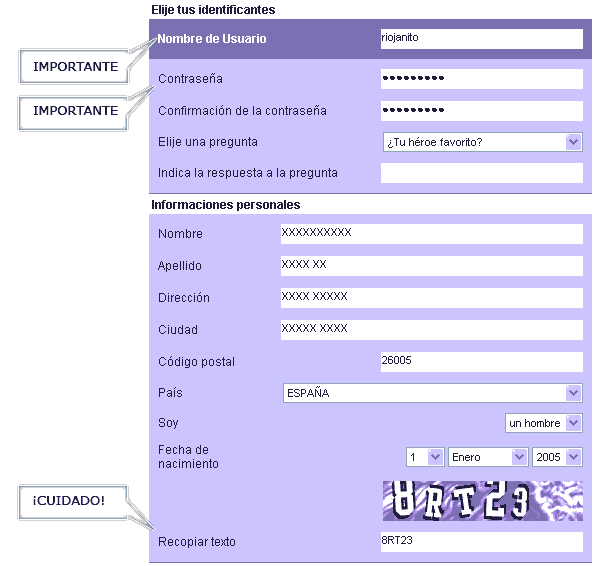 Elije tus identificantes
Nombre de Usuario riojanito
IMPORTANTE
Contraseña •••••••••
IMPORTANTE
Confirmación de la contraseña •••••••••
Elije una pregunta ¿Tu héroe favorito?
Indica la respuesta a la pregunta
Informaciones personales
Nombre XXXXXXXXXX
Apellido XXXX XX
Dirección XXXX XXXXX
Ciudad XXXXX XXXX
Código postal 26005
País ESPAÑA
Soy un hombre
Fecha de
nacimiento 1 Enero 2005
8RT23
¡CUIDADO!
Recopiar texto 8RT23